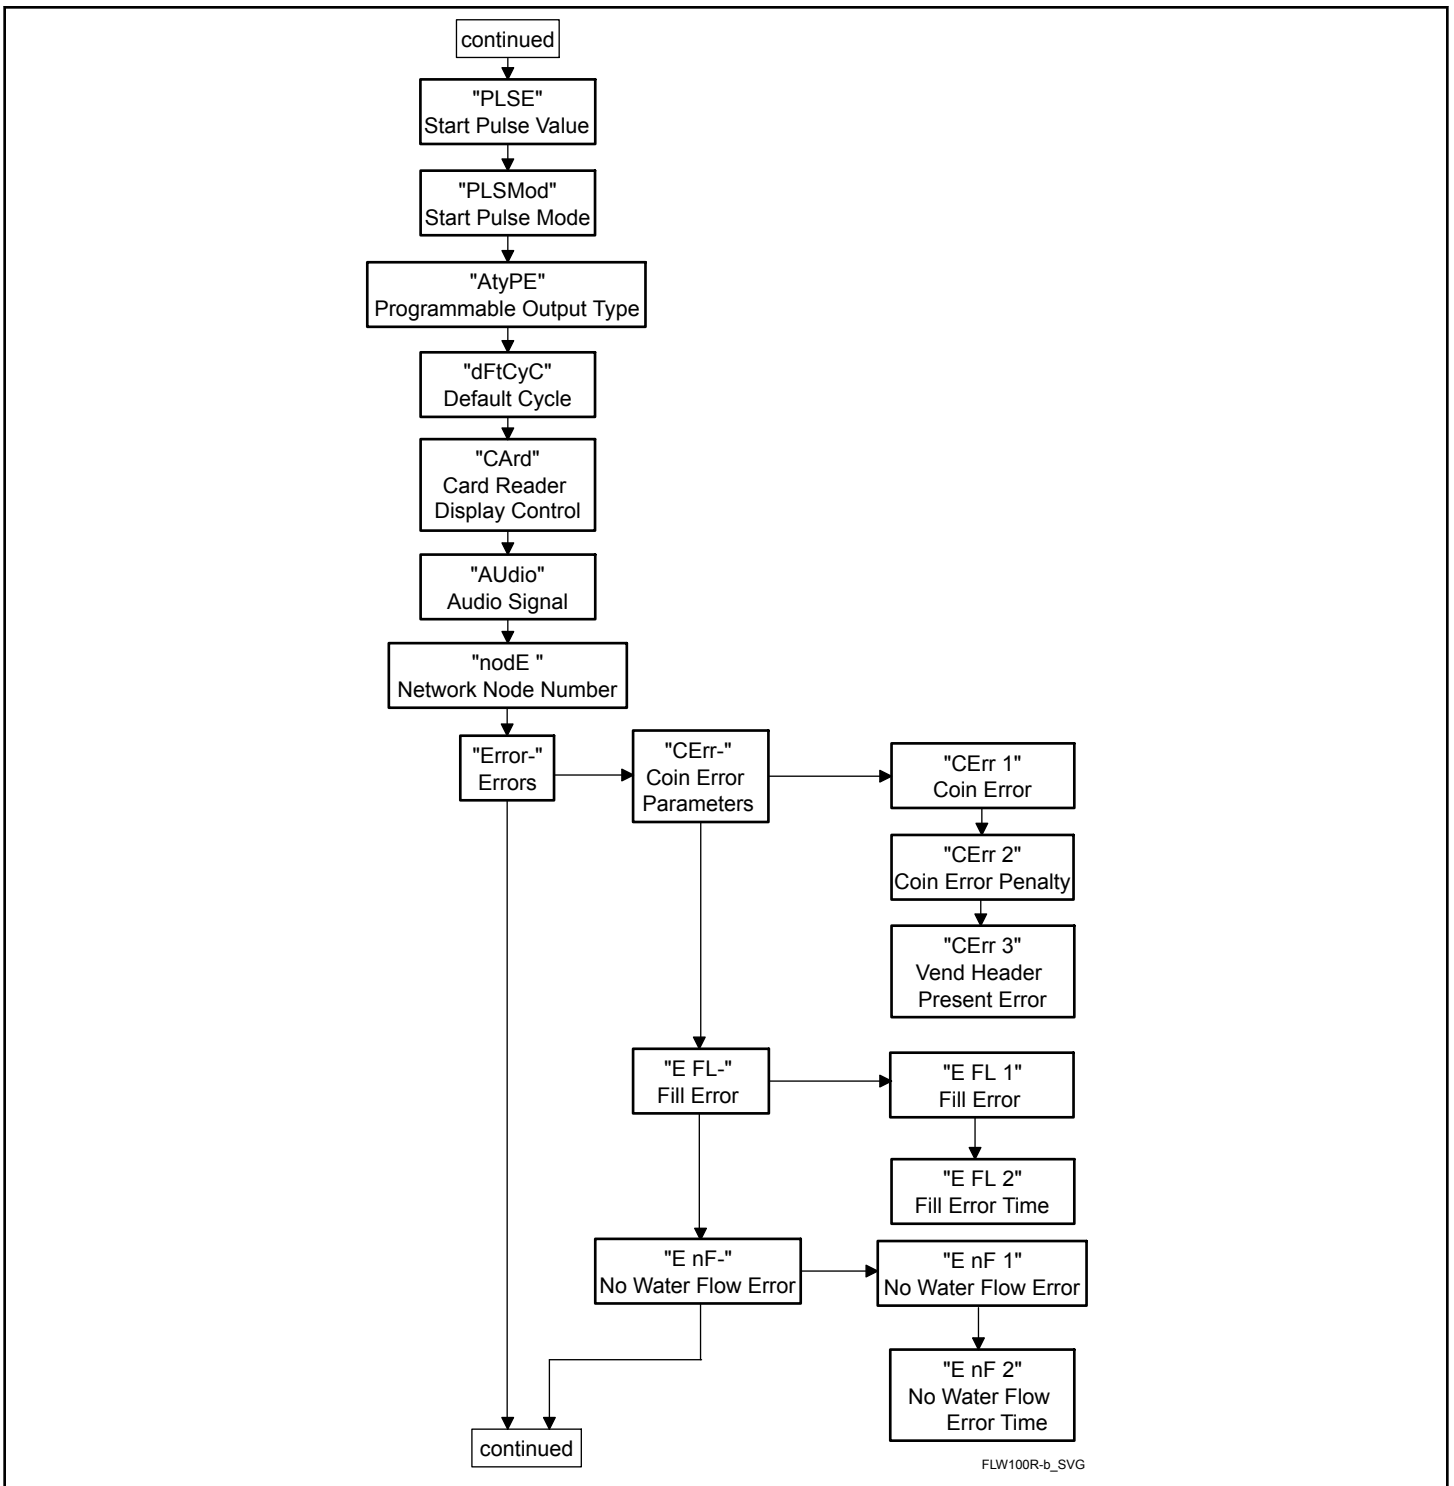 continued
"PLSE"
Start Pulse Value
"PLSMod"
Start Pulse Mode
"AtyPE"
Programmable Output Type
"dFtCyC"
Default Cycle
"CArd"
Card Reader
Display Control
"AUdio"
Audio Signal
"nodE "
Network Node Number
"Error-"
Errors
"CErr-"
Coin Error
Parameters
"CErr 1"
Coin Error
"CErr 2"
Coin Error Penalty
"CErr 3"
Vend Header
Present Error
"E FL-"
Fill Error
"E FL 1"
Fill Error
"E FL 2"
Fill Error Time
"E nF-"
No Water Flow Error
"E nF 1"
No Water Flow Error
"E nF 2"
No Water Flow
Error Time
continued
FLW100R-b_SVG